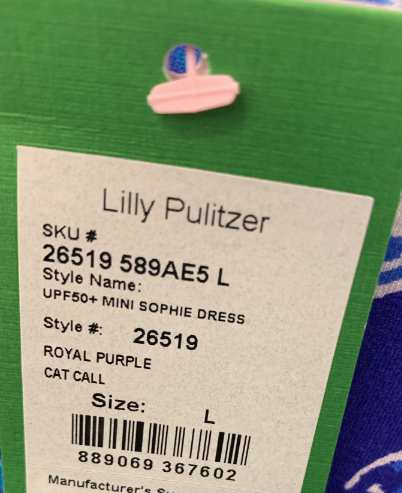 Lilly Pulitzer
SKU #
26519 589AE5 L
Style Name:
UPF50+ MINI SOPHIE DRESS
Style #: 26519
ROYAL PURPLE
CAT CALL
Size: L
889069 367602
Manufacturer's